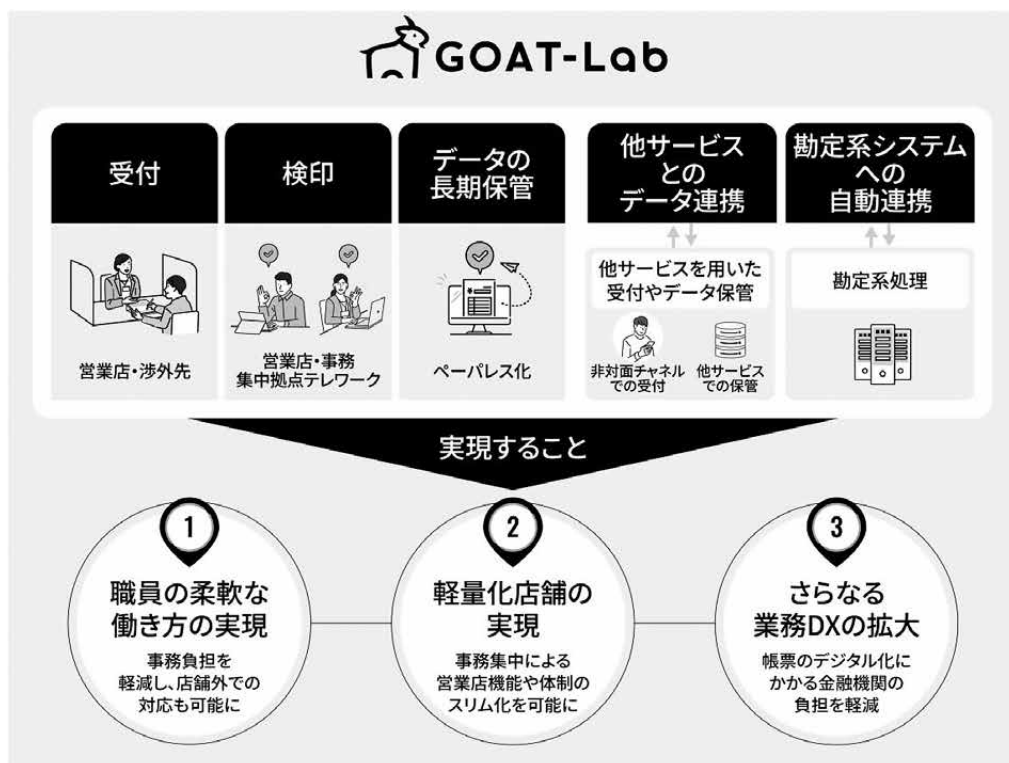 GOAT-Lab
受付
検印
データの
長期保管
他サービス
との
データ連携
勘定系システム
への
自動連携
営業店・渉外先
営業店・事務
集中拠点テレワーク
ペーパレス化
他サービスを用いた
受付やデータ保管
非対面チャネル
での受付
他サービス
での保管
勘定系処理
実現すること
1
職員の柔軟な
働き方の実現
事務負担を
軽減し、店舗外での
対応も可能に
2
軽量化店舗の
実現
事務集中による
営業店機能や体制の
スリム化を可能に
3
さらなる
業務DXの拡大
帳票のデジタル化に
かかる金融機関の
負担を軽減